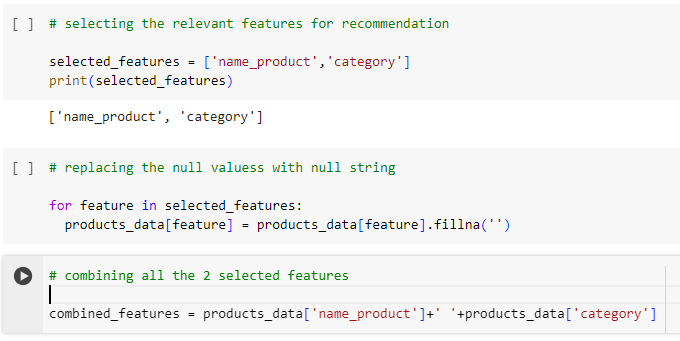 [ ] # selecting the relevant features for recommendation
selected_features = ['name_product','category']
print(selected_features)
['name_product', 'category']
[ ] # replacing the null valuess with null string
for feature in selected_features:
products_data[feature] = products_data[feature].fillna('')
# combining all the 2 selected features
combined_features = products_data['name_product']+' '+products_data['category']